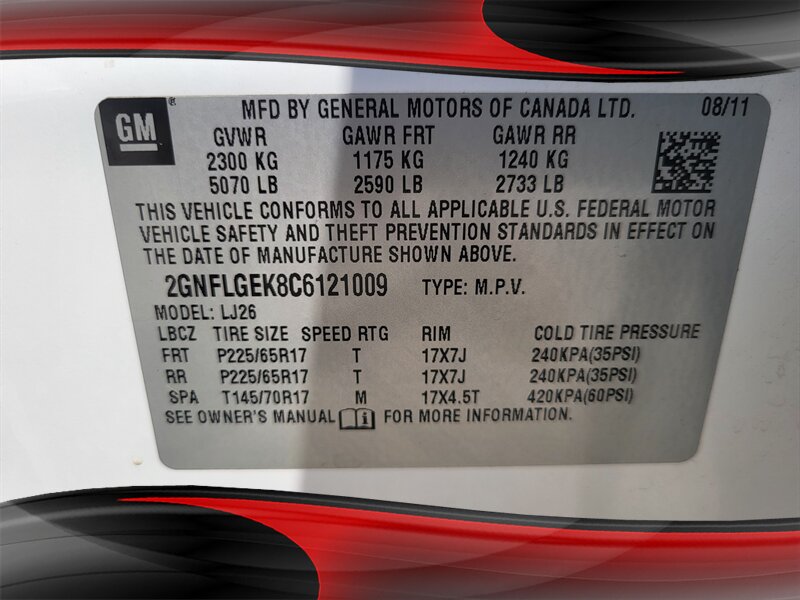 GM®
MFD BY GENERAL MOTORS OF CANADA LTD. 08/11
GVWR GAWR FRT GAWR RR
2300 KG 1175 KG 1240 KG
5070 LB 2590 LB 2733 LB
THIS VEHICLE CONFORMS TO ALL APPLICABLE U.S. FEDERAL MOTOR
VEHICLE SAFETY AND THEFT PREVENTION STANDARDS IN EFFECT ON
THE DATE OF MANUFACTURE SHOWN ABOVE.
2GNFLGEK8C6121009 TYPE: M.P.V.
MODEL: LJ26
LBCZ TIRE SIZE SPEED RTG RIM COLD TIRE PRESSURE
FRT P225/65R17 T 17X7J 240KPA(35PSI)
RR P225/65R17 T 17X7J 240KPA(35PSI)
SPA T145/70R17 M 17X4.5T 420KPA(60PSI)
SEE OWNER'S MANUAL i FOR MORE INFORMATION.